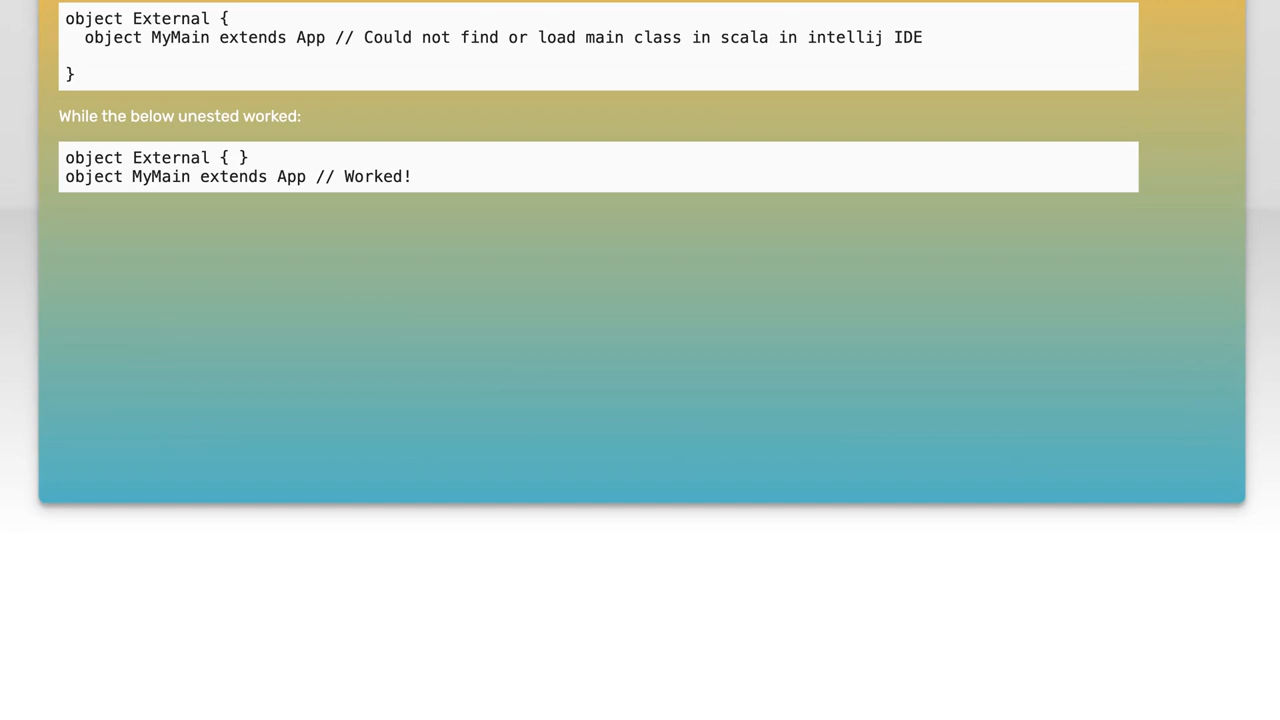 object External {
  object MyMain extends App // Could not find or load main class in scala in intellij IDE
}
While the below unested worked:
object External { }
object MyMain extends App // Worked!